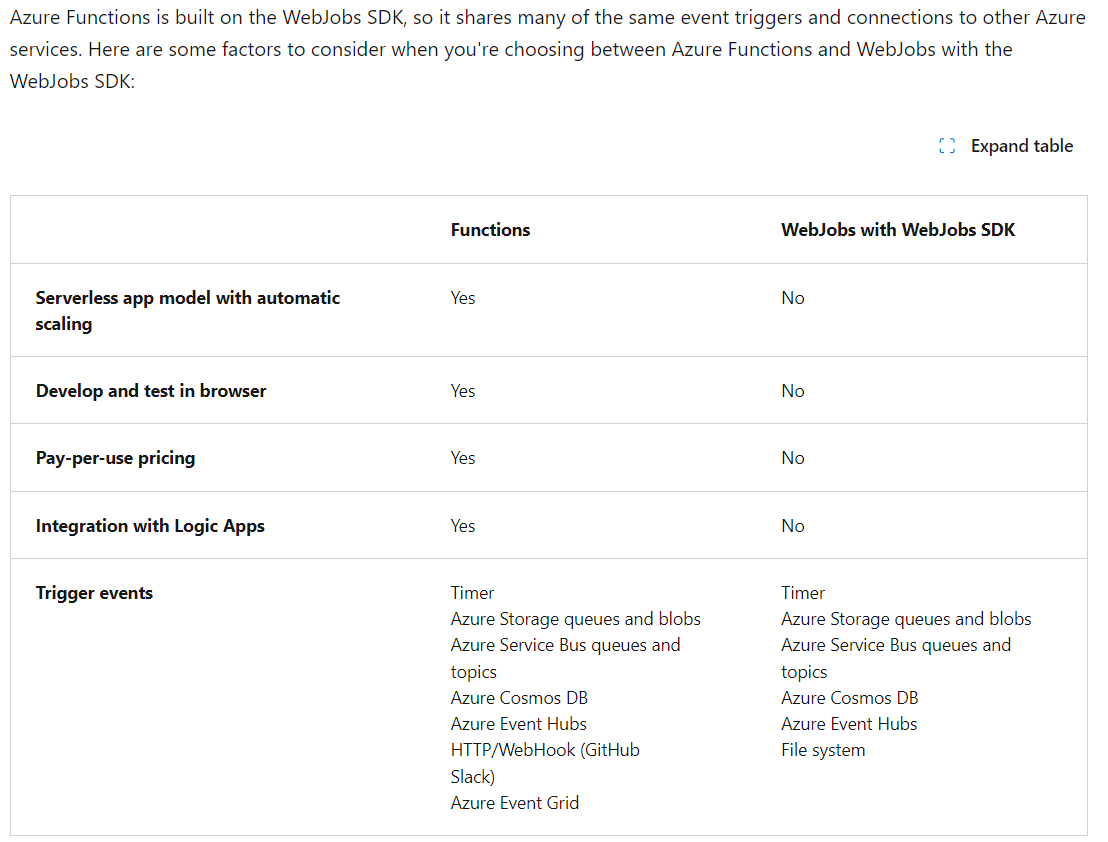 Azure Functions is built on the WebJobs SDK, so it shares many of the same event triggers and connections to other Azure
services. Here are some factors to consider when you're choosing between Azure Functions and WebJobs with the
WebJobs SDK:
Expand table
Functions WebJobs with WebJobs SDK
Serverless app model with automatic scaling Yes No
Develop and test in browser Yes No
Pay-per-use pricing Yes No
Integration with Logic Apps Yes No
Trigger events
Timer
Azure Storage queues and blobs
Azure Service Bus queues and
topics
Azure Cosmos DB
Azure Event Hubs
HTTP/WebHook (GitHub
Slack)
Azure Event Grid
Timer
Azure Storage queues and blobs
Azure Service Bus queues and
topics
Azure Cosmos DB
Azure Event Hubs
File system